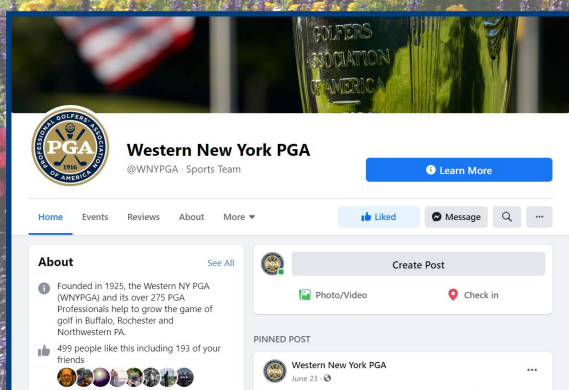 GOLFERS
ASSOCIATION
OF AMERICA
PROFESSIONAL GOLFERS' ASSOCIATION
PGA
1916
OF AMERICA
Western New York PGA
@WNYPGA · Sports Team
Learn More
Home Events Reviews About More
Liked Message
About See All
Founded in 1925, the Western NY PGA
(WNYPGA) and its over 275 PGA
Professionals help to grow the game of
golf in Buffalo, Rochester and
Northwestern PA.
499 people like this including 193 of your
friends
Create Post
Photo/Video Check in
PINNED POST
Western New York PGA
June 23 ·